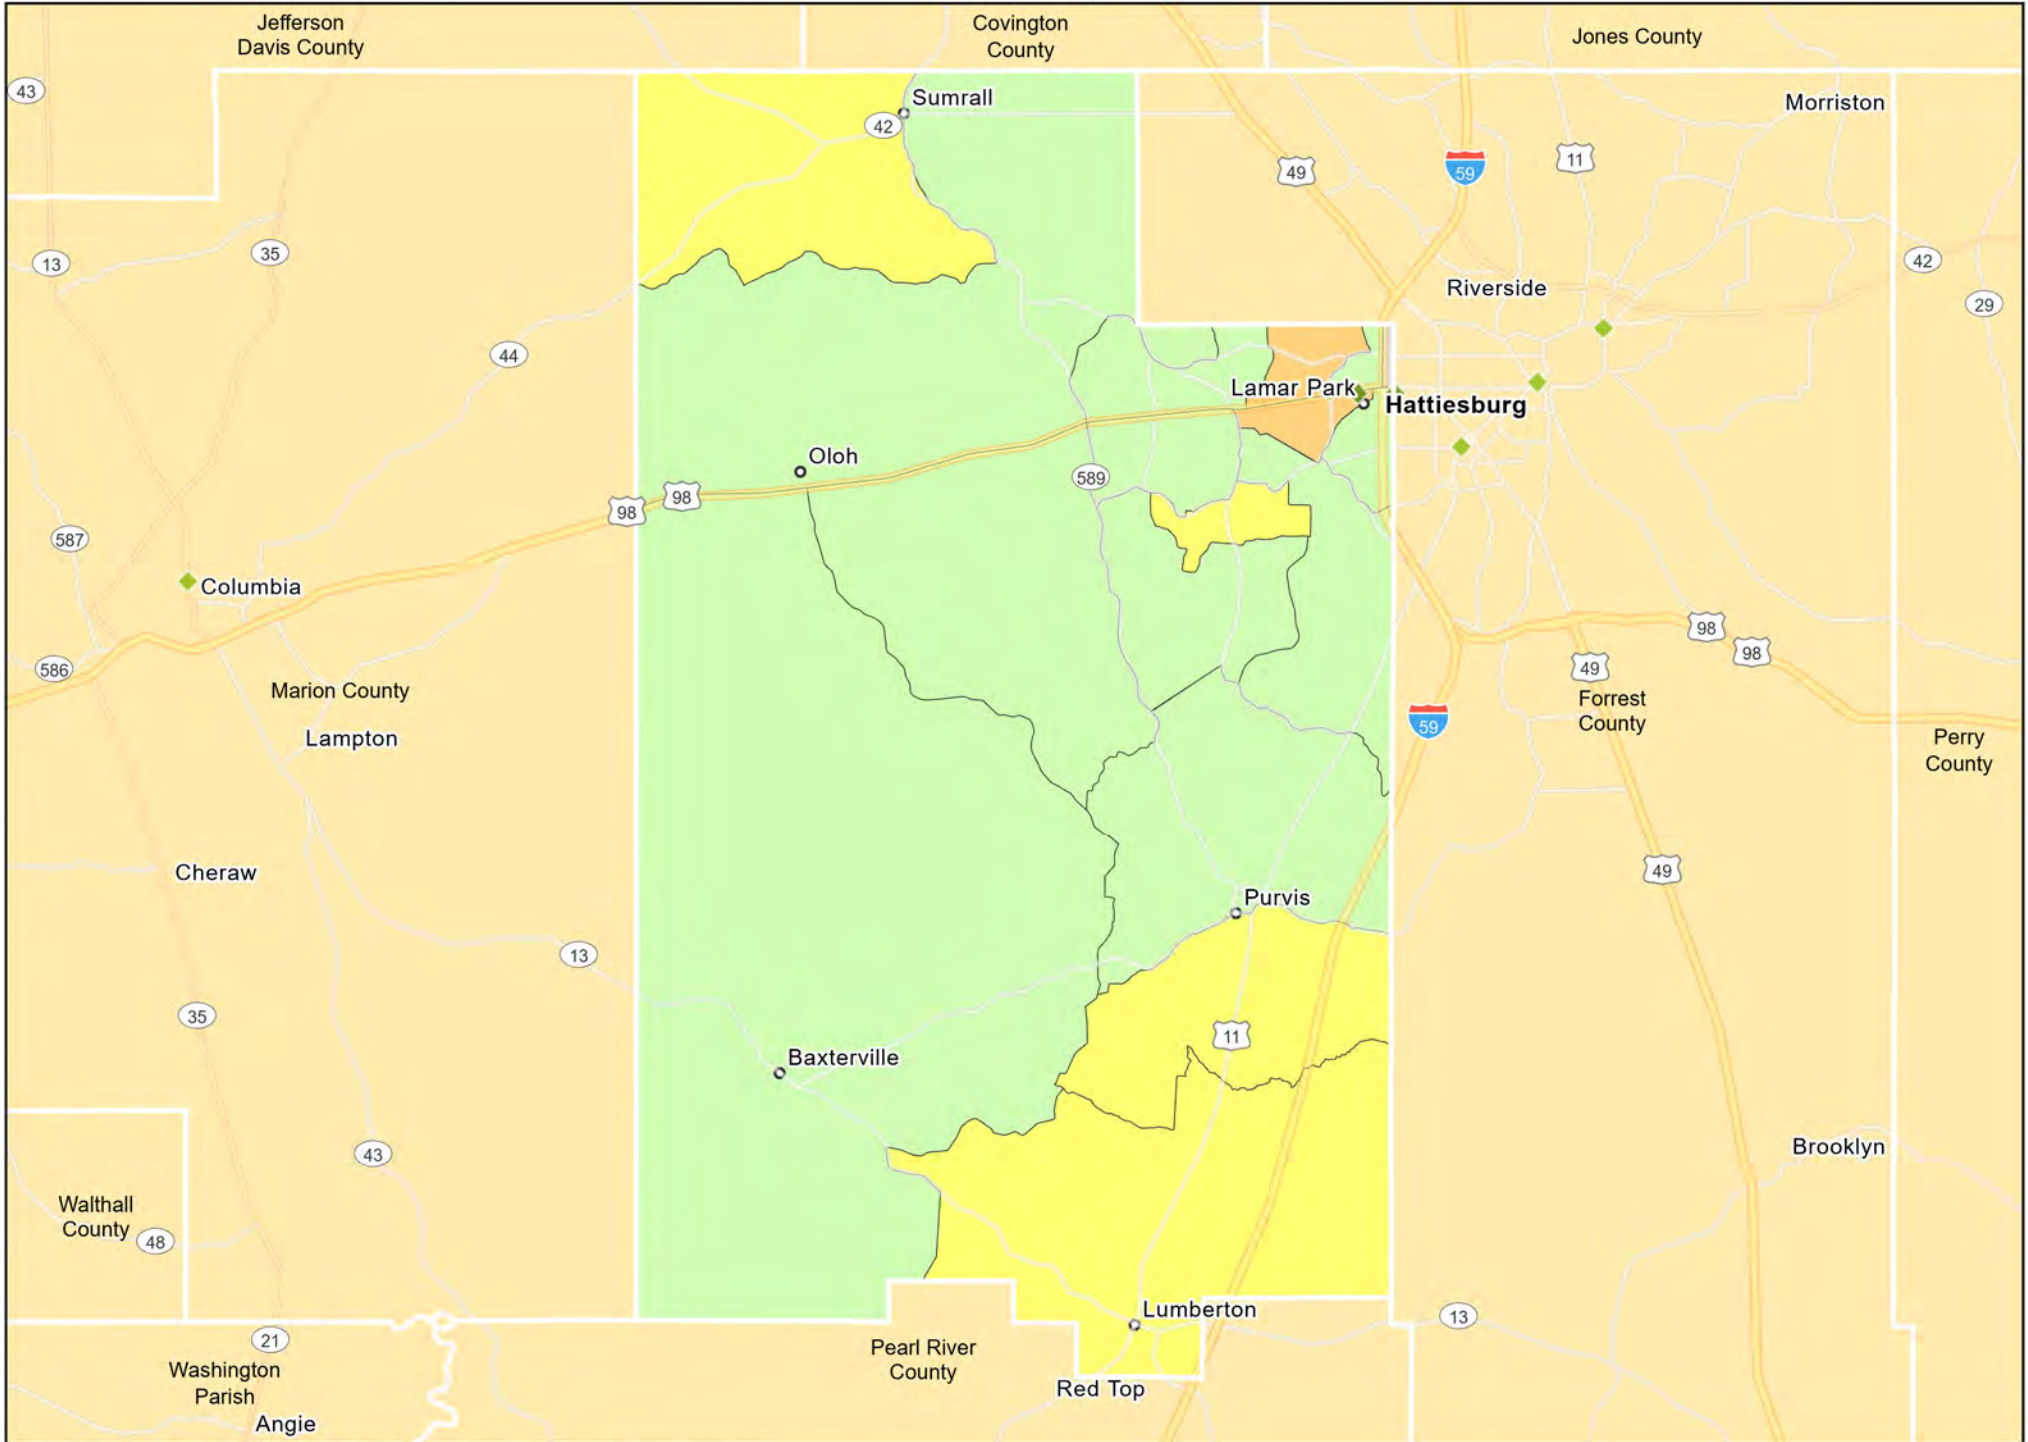 Jefferson
Davis County
Covington
County
Jones County
43
Sumrall
42
Morriston
49
59
11
13
35
42
Riverside
29
44
Lamar Park
Hattiesburg
Oloh
589
98
98
587
Columbia
586
98
98
49
Marion County
Forrest
County
59
Lampton
Perry
County
Cheraw
49
Purvis
13
35
11
Baxterville
Brooklyn
43
Walthall
County
48
Lumberton
13
21
Pearl River
County
Washington
Parish
Red Top
Angie